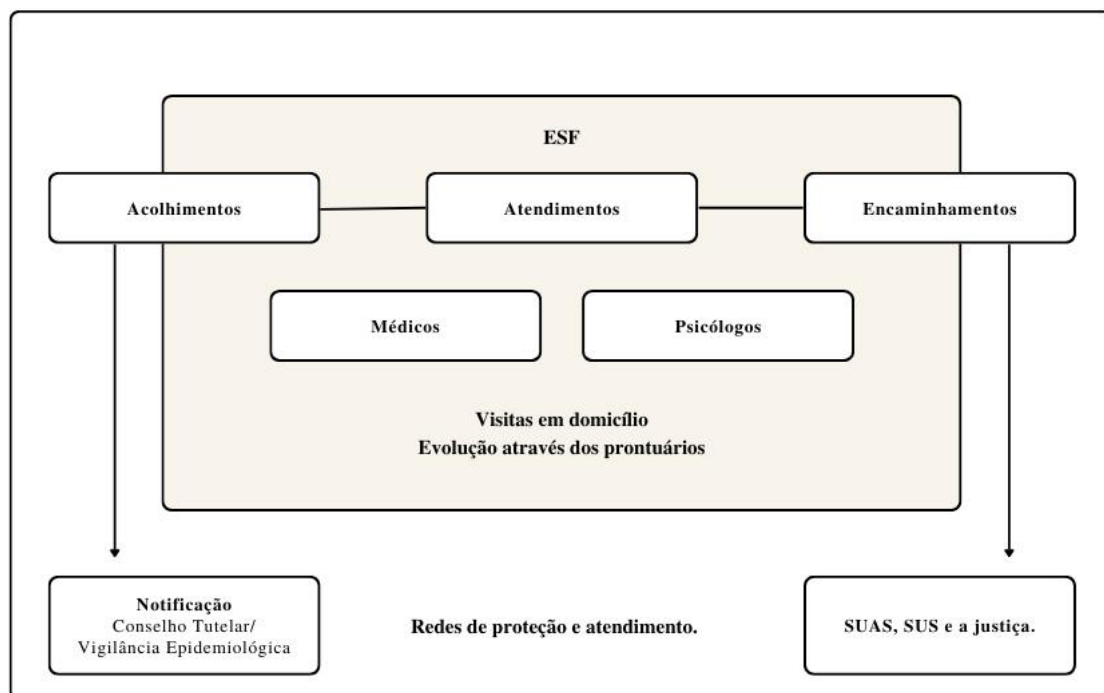 ESF
Acolhimentos
Atendimentos
Encaminhamentos
Médicos
Psicólogos
Visitas em domicílio
Evolução através dos prontuários
Notificação
Conselho Tutelar/
Vigilância Epidemiológica
Redes de proteção e atendimento.
SUAS, SUS e a justiça.